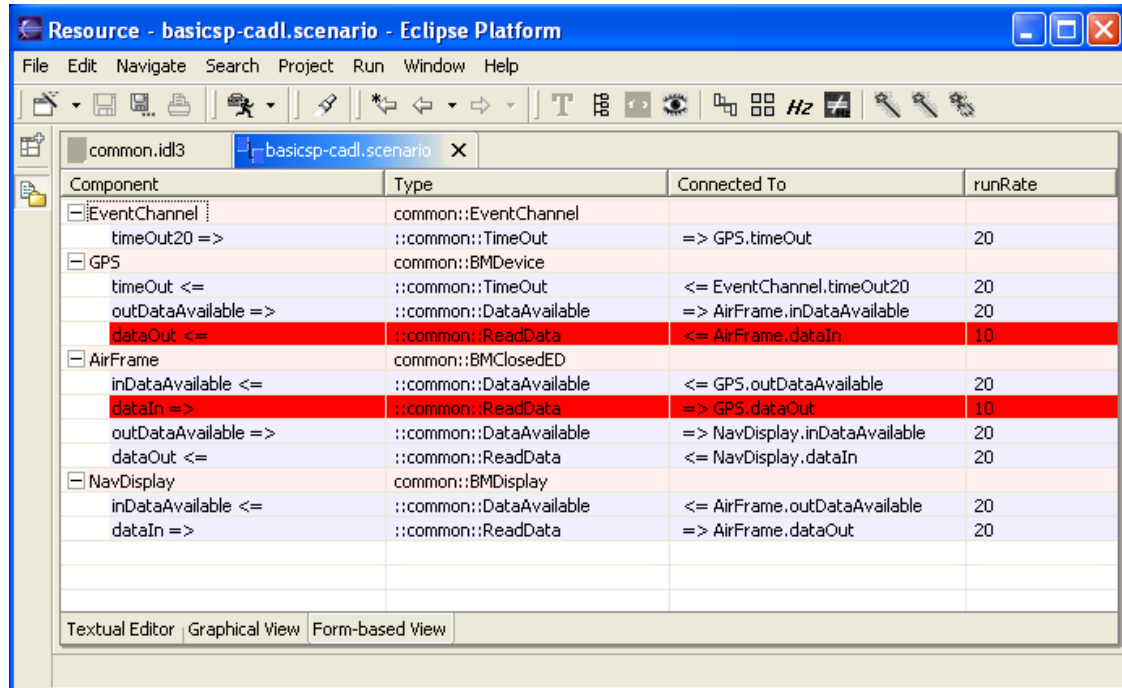 Resource - basicsp-cadl.scenario - Eclipse Platform
File Edit Navigate Search Project Run Window Help
T Hz
common.idl3 basicsp-cadl.scenario
Component Type Connected To runRate
EventChannel common::EventChannel
timeOut20 => ::common::TimeOut => GPS.timeOut 20
GPS common::BMDevice
timeOut <= ::common::TimeOut <= EventChannel.timeOut20 20
outDataAvailable => ::common::DataAvailable => AirFrame.inDataAvailable 20
dataOut <= ::common::ReadData <= AirFrame.dataIn 10
AirFrame common::BMClosedED
inDataAvailable <= ::common::DataAvailable <= GPS.outDataAvailable 20
dataIn => ::common::ReadData => GPS.dataOut 10
outDataAvailable => ::common::DataAvailable => NavDisplay.inDataAvailable 20
dataOut <= ::common::ReadData <= NavDisplay.dataIn 20
NavDisplay common::BMDisplay
inDataAvailable <= ::common::DataAvailable <= AirFrame.outDataAvailable 20
dataIn => ::common::ReadData => AirFrame.dataOut 20
Textual Editor Graphical View Form-based View